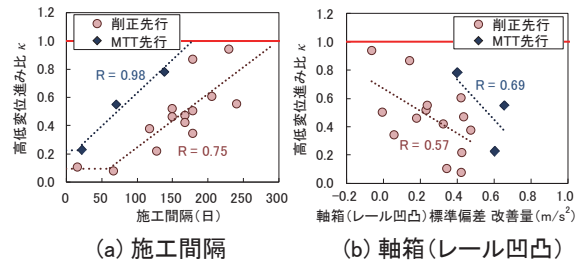 高低変位進み比 κ
1.2
1.0
0.8
0.6
0.4
0.2
0.0
削正先行
MTT先行
R = 0.98
R = 0.75
0 100 200 300
施工間隔(日)
(a) 施工間隔
高低変位進み比 κ
1.2
1.0
0.8
0.6
0.4
0.2
0.0
削正先行
MTT先行
R = 0.69
R = 0.57
-0.2 0.0 0.2 0.4 0.6 0.8
軸箱(レール凹凸)標準偏差 改善量(m/s²)
(b) 軸箱(レール凹凸)